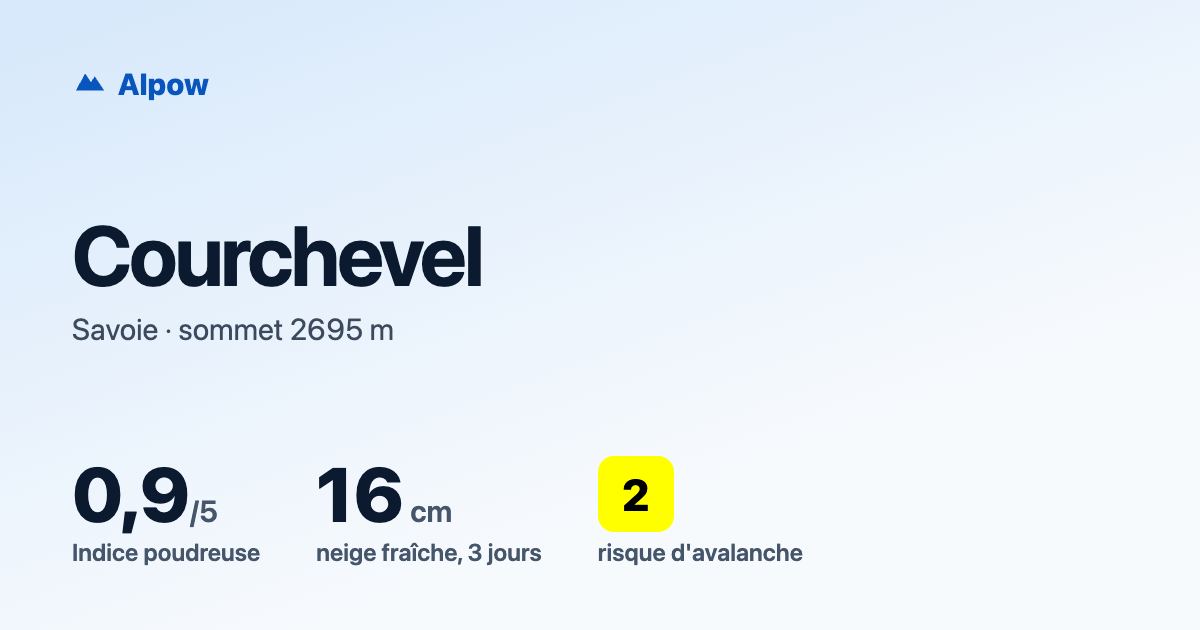 Alpow
Courchevel
Savoie · sommet 2695 m
0,9/5
Indice poudreuse
16 cm
neige fraîche, 3 jours
2
risque d'avalanche